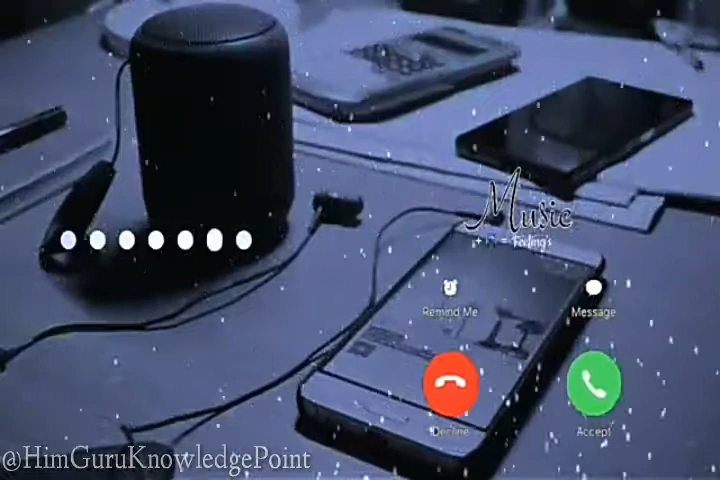 Music
+ = Feeling's
Remind Me
Message
Decline
Accept
@HimGuruKnowledgePoint